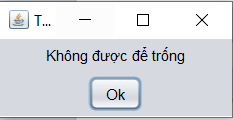 T...
Không được để trống
Ok